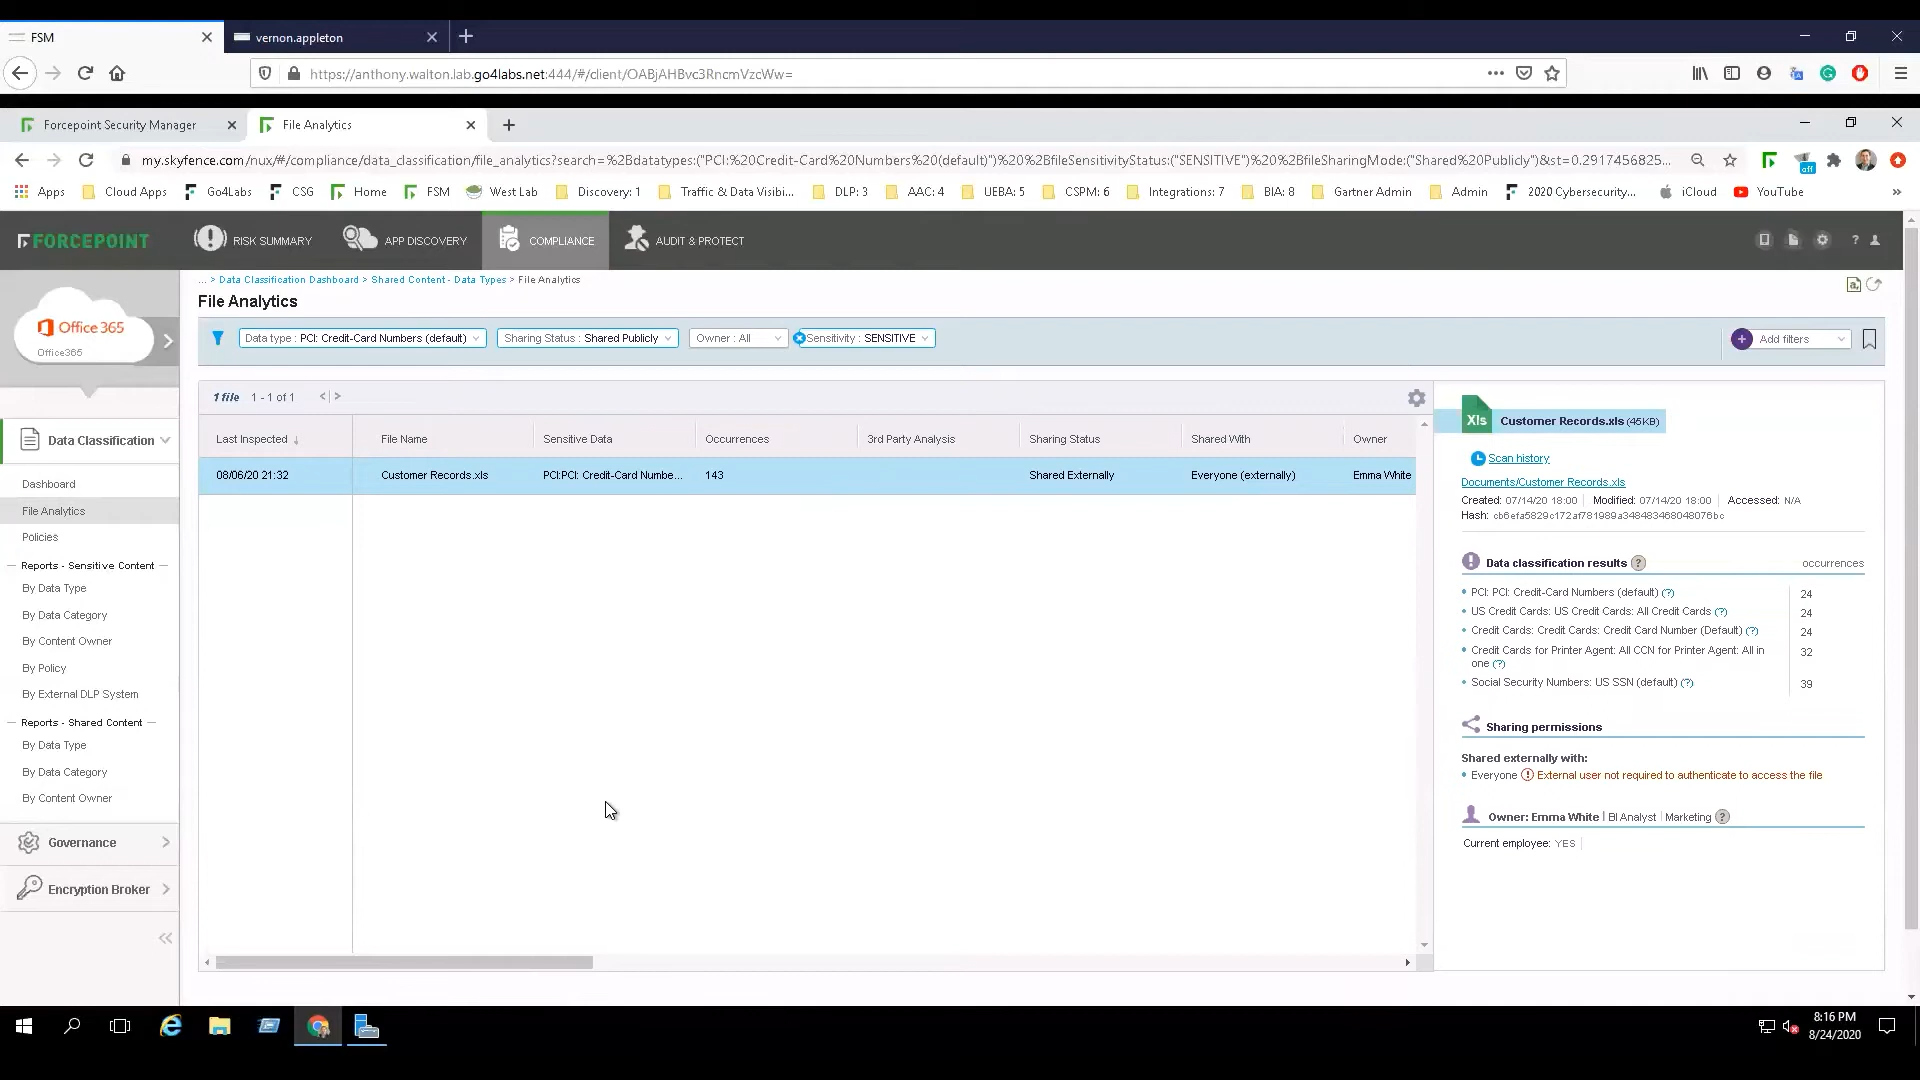 FSM
vernon.appleton
https://anthony.walton.lab.go4labs.net:444/#/client/OABjAHBvc3RncmVzcWw=
Forcepoint Security Manager
File Analytics
my.skyfence.com/nux/#/compliance/data_classification/file_analytics?search=%2Bdatatypes:("PCI:%20Credit-Card%20Numbers%20(default)")%20%2BfileSensitivityStatus:("SENSITIVE")%20%2BfileSharingMode:("Shared%20Publicly")&st=0.2917456825...
off
Apps Cloud Apps Go4Labs CSG Home FSM West Lab Discovery: 1 Traffic & Data Visibi... DLP: 3 AAC: 4 UEBA: 5 CSPM: 6 Integrations: 7 BIA: 8 Gartner Admin Admin 2020 Cybersecurity... iCloud YouTube »
FORCEPOINT
RISK SUMMARY
APP DISCOVERY
COMPLIANCE
AUDIT & PROTECT
?
Office 365
Office365
Data Classification
Dashboard
File Analytics
Policies
Reports - Sensitive Content
By Data Type
By Data Category
By Content Owner
By Policy
By External DLP System
Reports - Shared Content
By Data Type
By Data Category
By Content Owner
Governance
Encryption Broker
... > Data Classification Dashboard > Shared Content - Data Types > File Analytics
File Analytics
Data type : PCI: Credit-Card Numbers (default)
Sharing Status : Shared Publicly
Owner : All
Sensitivity : SENSITIVE
+ Add filters
1 file 1 - 1 of 1 < | >
Last Inspected ↓ File Name Sensitive Data Occurrences 3rd Party Analysis Sharing Status Shared With Owner
08/06/20 21:32 Customer Records.xls PCI:PCI: Credit-Card Numbe... 143 Shared Externally Everyone (externally) Emma White
Xls Customer Records.xls (45KB)
Scan history
Documents/Customer Records.xls
Created: 07/14/20 18:00 Modified: 07/14/20 18:00 Accessed: N/A
Hash: cb6efa5829c172af781989a348483468048076bc
Data classification results ? occurrences
PCI: PCI: Credit-Card Numbers (default) (?) 24
US Credit Cards: US Credit Cards: All Credit Cards (?) 24
Credit Cards: Credit Cards: Credit Card Number (Default) (?) 24
Credit Cards for Printer Agent: All CCN for Printer Agent: All in 32
one (?)
Social Security Numbers: US SSN (default) (?) 39
Sharing permissions
Shared externally with:
Everyone External user not required to authenticate to access the file
Owner: Emma White | BI Analyst | Marketing ?
Current employee: YES
8:16 PM
8/24/2020